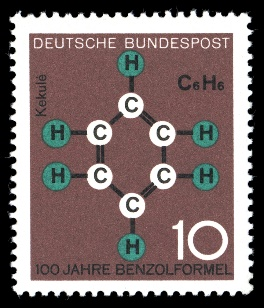 DEUTSCHE BUNDESPOST
Kekulé
C₆H₆
H
C
H C C H
H C C H
C
H
10
100 JAHRE BENZOLFORMEL